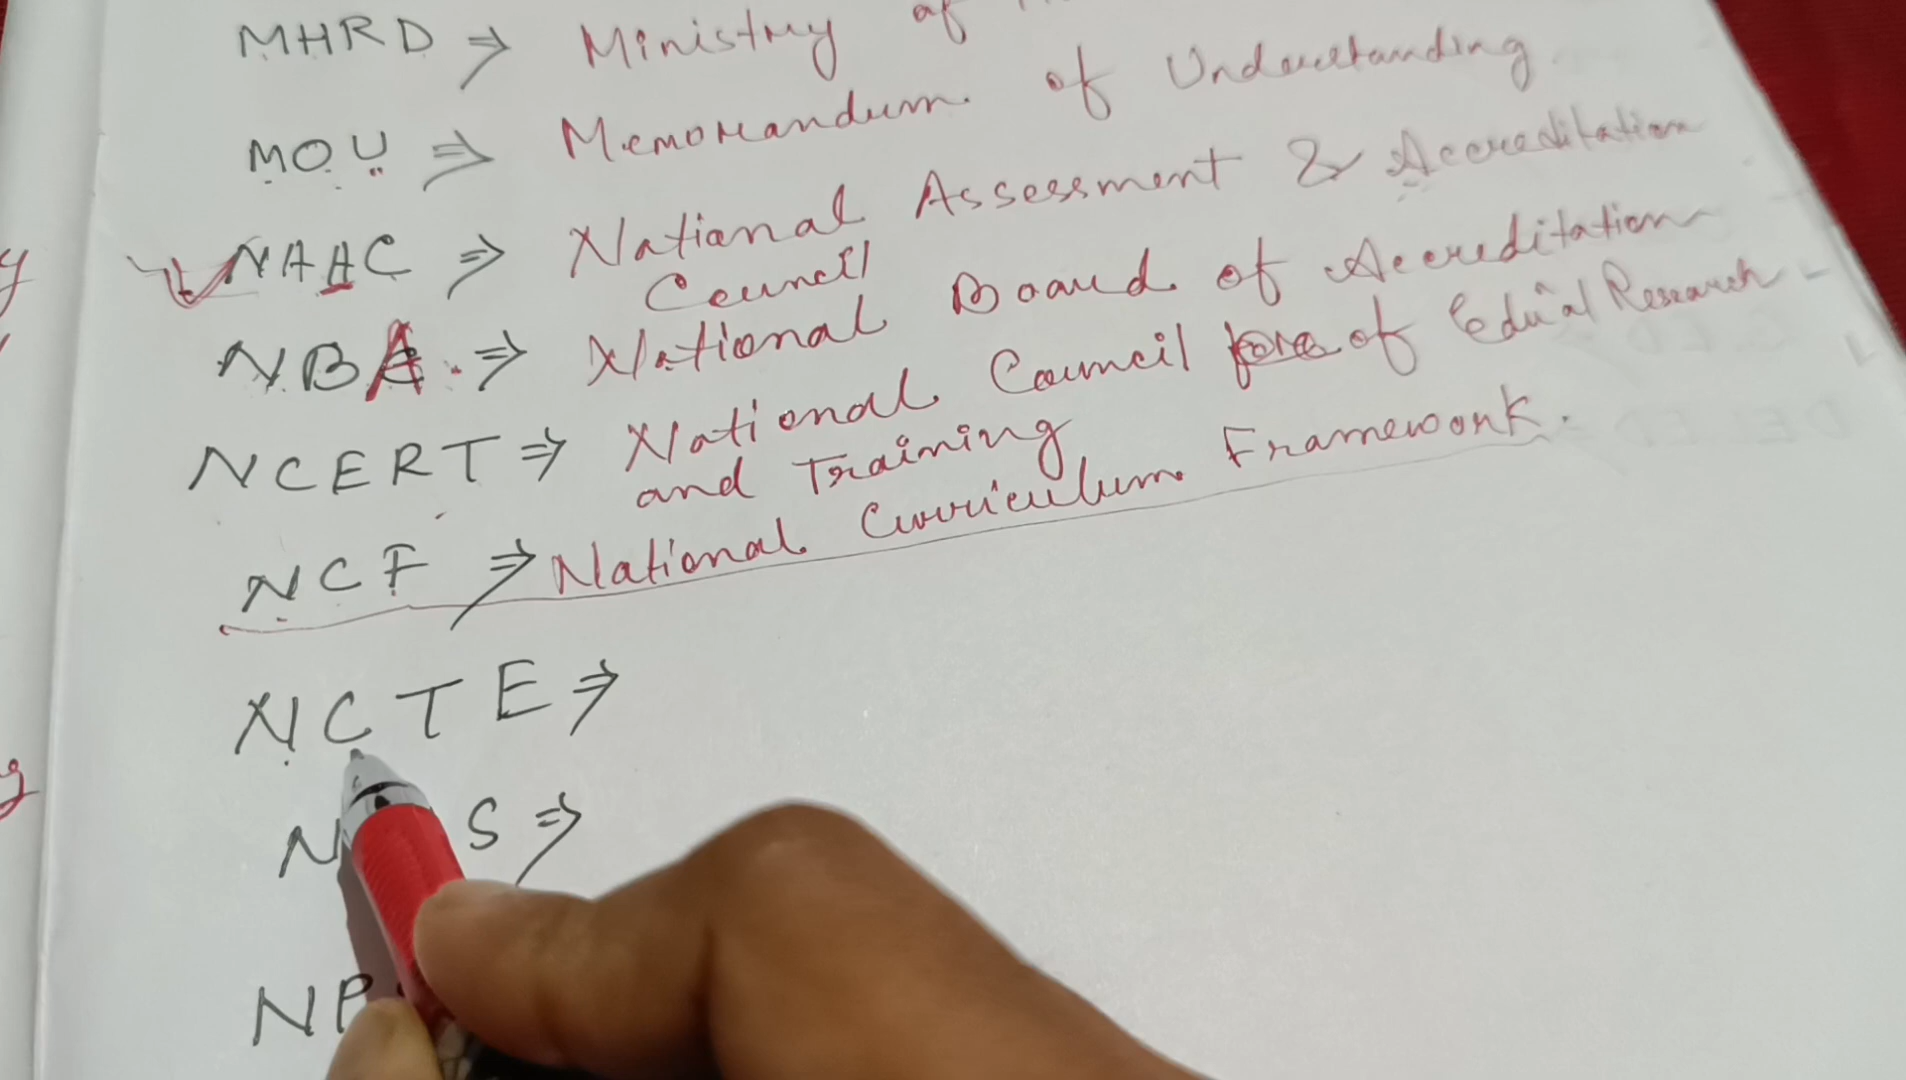 MHRD ⇒ Ministry of
MOU ⇒ Memorandum of Understanding
NAAC ⇒ National Assessment & Accreditation
Council
NBA ⇒ National Board of Accreditation
NCERT ⇒ National Council of Edu'al Research
and Training
NCF ⇒ National Curriculum Framework.
NCTE ⇒
N S ⇒
NP